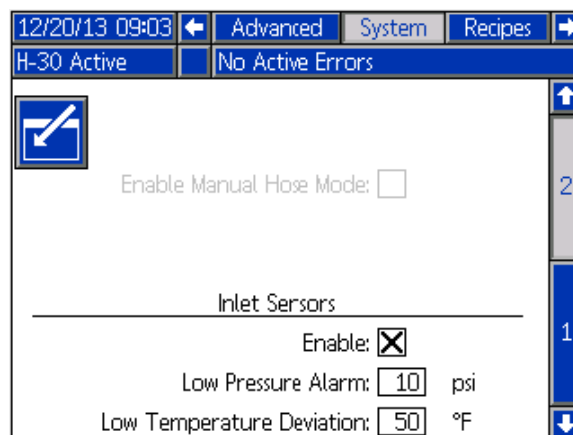 12/20/13 09:03 Advanced System Recipes
H-30 Active No Active Errors
Enable Manual Hose Mode:
2
Inlet Sersors
Enable:
1
Low Pressure Alarm: 10 psi
Low Temperature Deviation: 50 °F